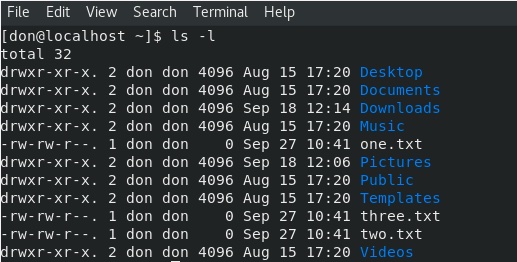 File Edit View Search Terminal Help
[don@localhost ~]$ ls -l
total 32
drwxr-xr-x. 2 don don 4096 Aug 15 17:20 Desktop
drwxr-xr-x. 2 don don 4096 Aug 15 17:20 Documents
drwxr-xr-x. 2 don don 4096 Sep 18 12:14 Downloads
drwxr-xr-x. 2 don don 4096 Aug 15 17:20 Music
-rw-rw-r--. 1 don don    0 Sep 27 10:41 one.txt
drwxr-xr-x. 2 don don 4096 Sep 18 12:06 Pictures
drwxr-xr-x. 2 don don 4096 Aug 15 17:20 Public
drwxr-xr-x. 2 don don 4096 Aug 15 17:20 Templates
-rw-rw-r--. 1 don don    0 Sep 27 10:41 three.txt
-rw-rw-r--. 1 don don    0 Sep 27 10:41 two.txt
drwxr-xr-x. 2 don don 4096 Aug 15 17:20 Videos